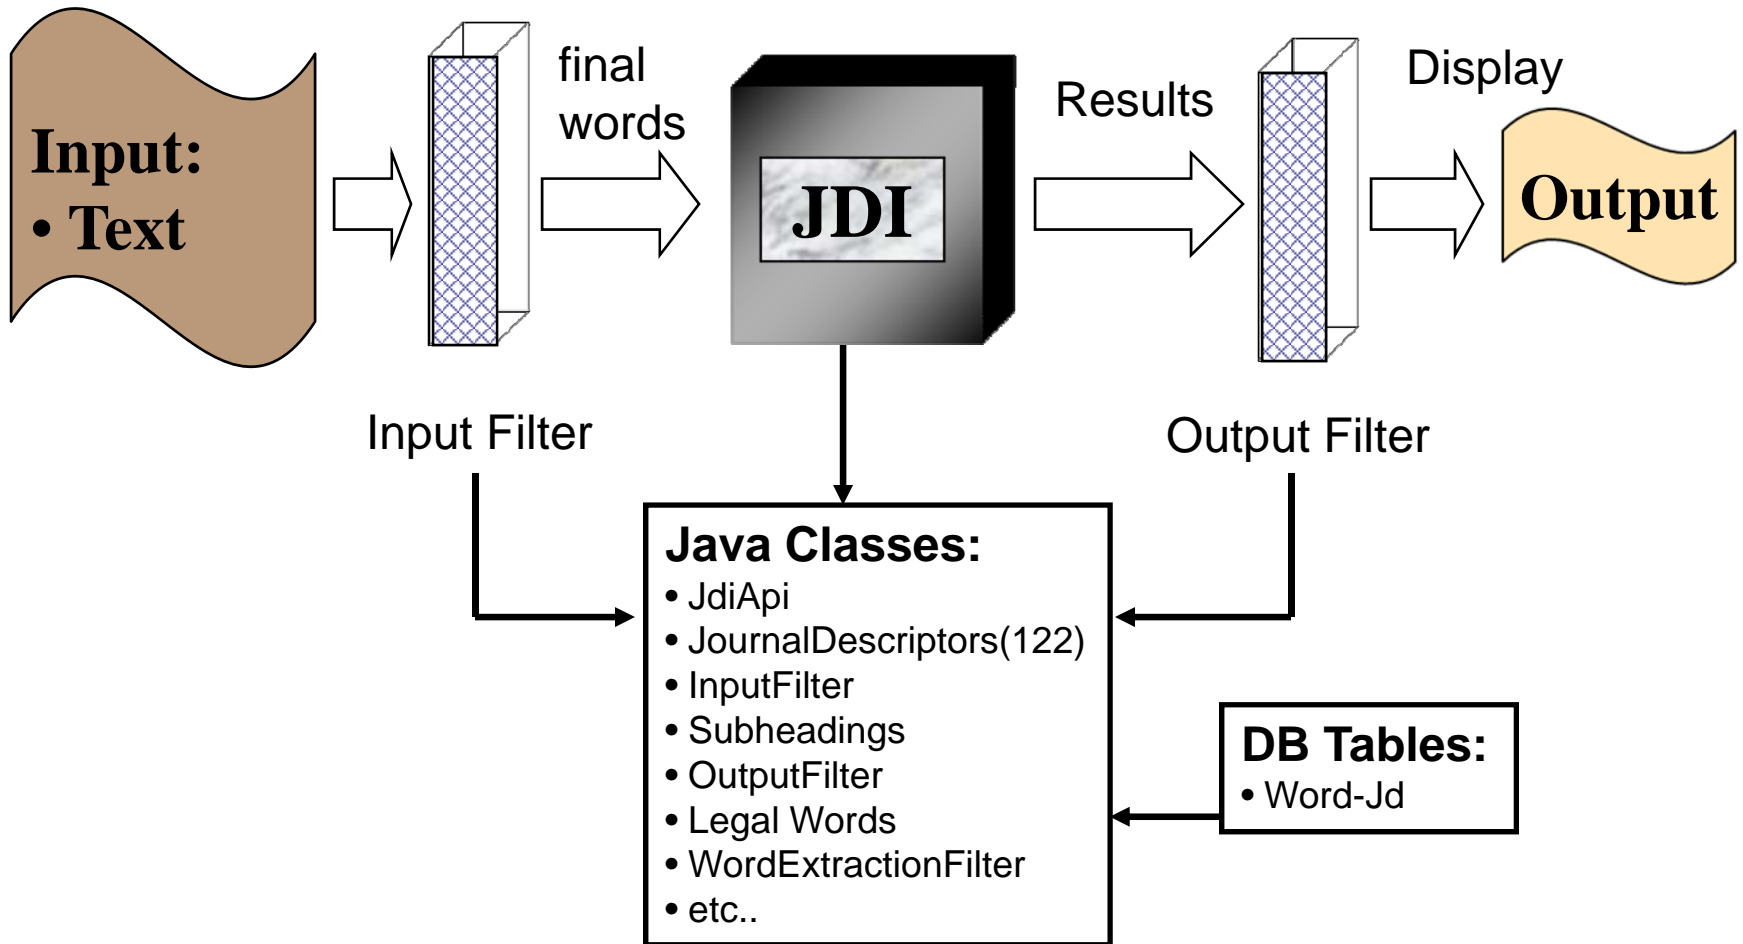 Input:
• Text
final
words
JDI
Results
Display
Output
Input Filter
Output Filter
Java Classes:
• JdiApi
• JournalDescriptors(122)
• InputFilter
• Subheadings
• OutputFilter
• Legal Words
• WordExtractionFilter
• etc..
DB Tables:
• Word-Jd